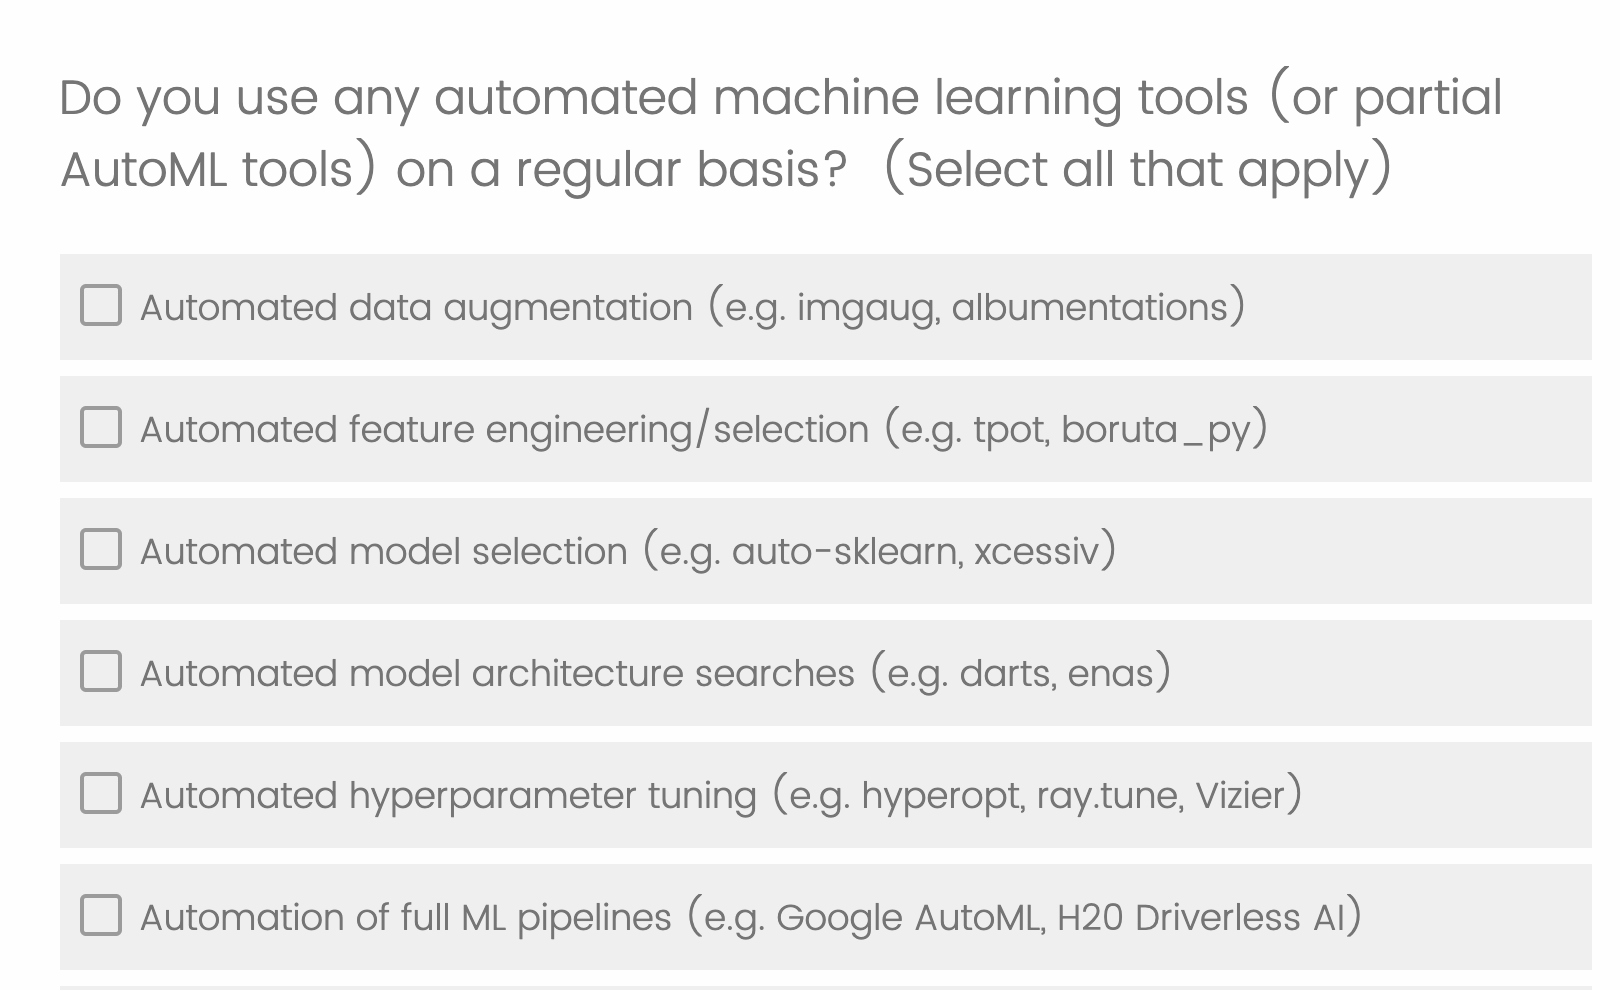 Do you use any automated machine learning tools (or partial
AutoML tools) on a regular basis?  (Select all that apply)
Automated data augmentation (e.g. imgaug, albumentations)
Automated feature engineering/selection (e.g. tpot, boruta_py)
Automated model selection (e.g. auto-sklearn, xcessiv)
Automated model architecture searches (e.g. darts, enas)
Automated hyperparameter tuning (e.g. hyperopt, ray.tune, Vizier)
Automation of full ML pipelines (e.g. Google AutoML, H20 Driverless AI)